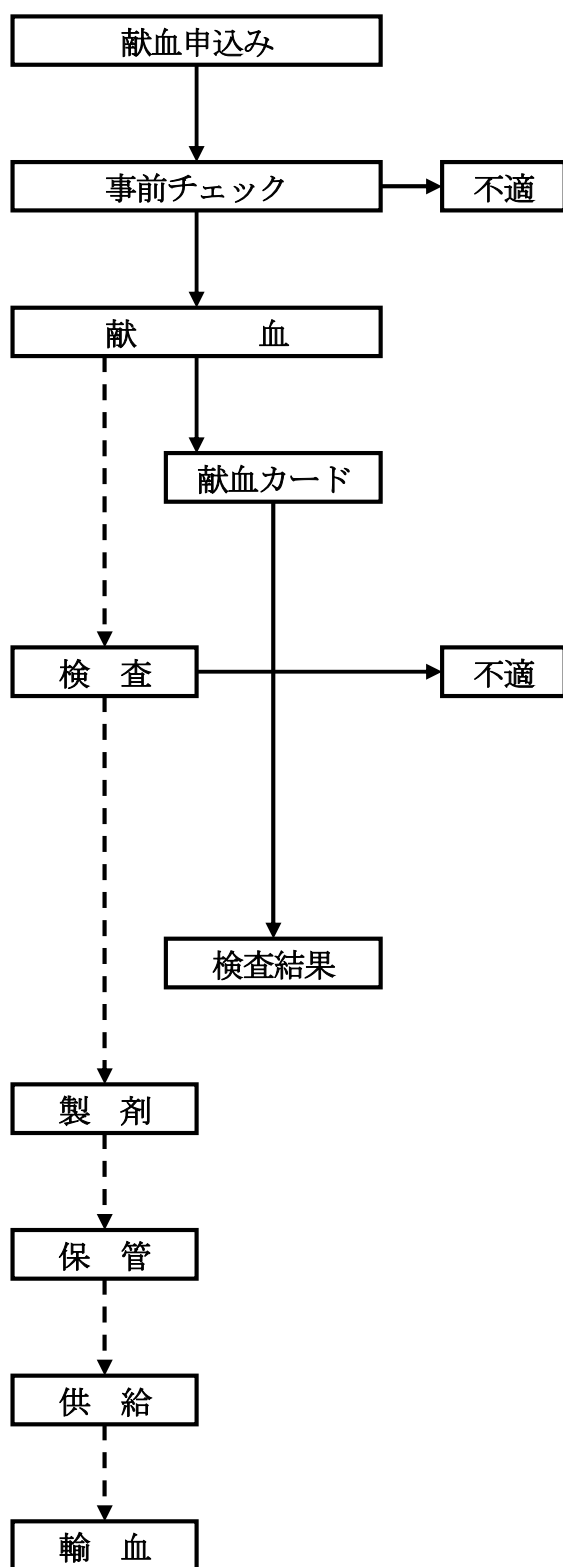 献血申込み
事前チェック
不適
献　　　血
献血カード
検　査
不適
検査結果
製　剤
保　管
供　給
輸　血